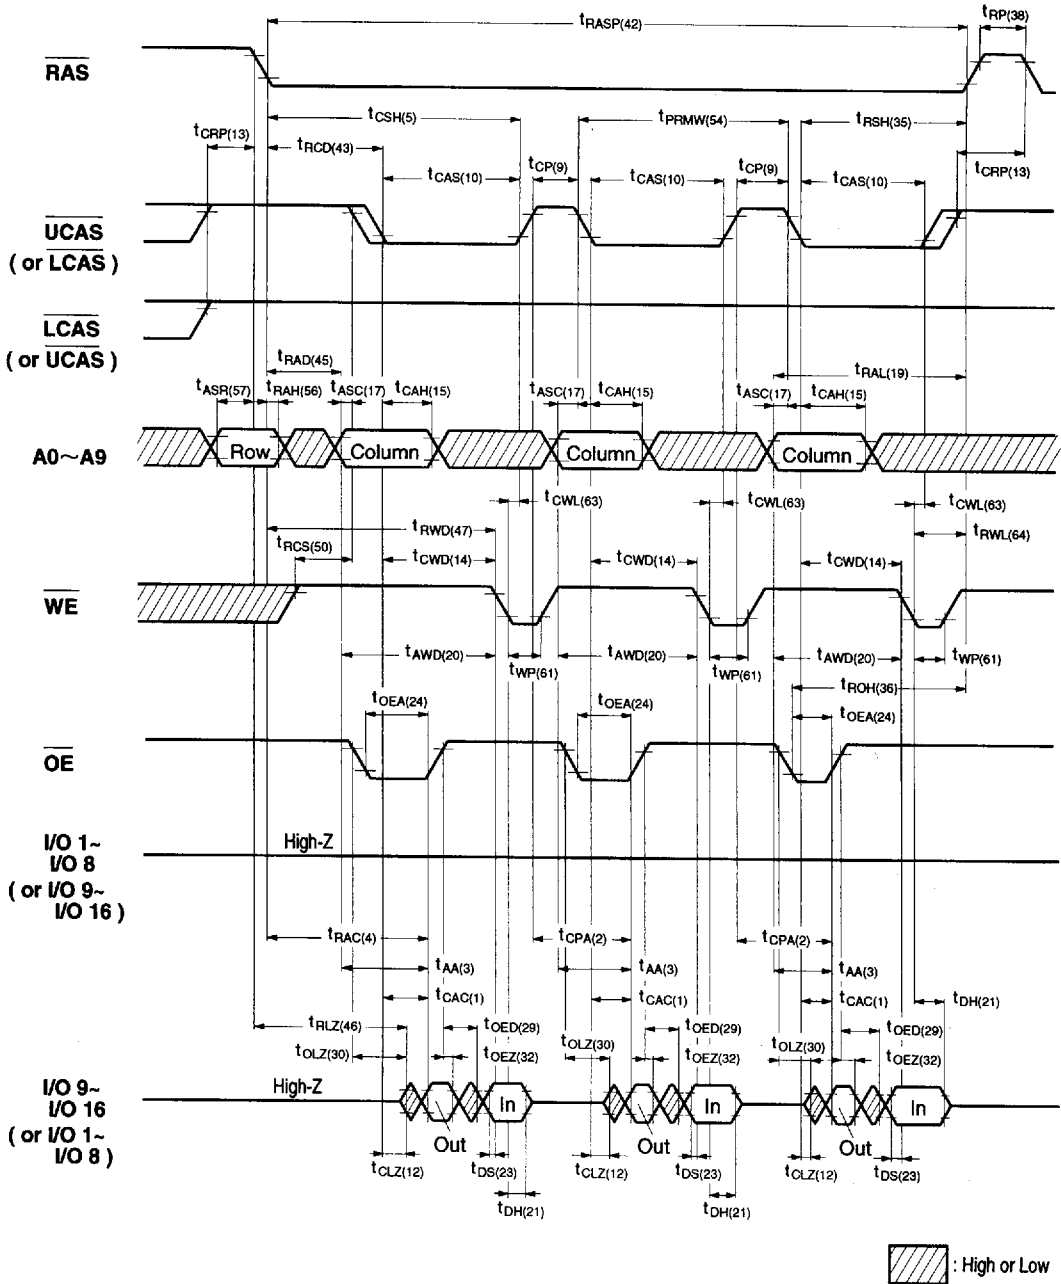 tRASP(42)
tRP(38)
RAS
tCSH(5)
tPRMW(54)
tRSH(35)
tCRP(13)
tRCD(43)
tCAS(10)
tCP(9)
tCAS(10)
tCP(9)
tCAS(10)
tCRP(13)
UCAS
( or LCAS )
LCAS
( or UCAS )
tRAD(45)
tRAL(19)
tASR(57)
tRAH(56)
tASC(17)
tCAH(15)
tASC(17)
tCAH(15)
tASC(17)
tCAH(15)
A0~A9
Row
Column
Column
Column
tCWL(63)
tCWL(63)
tCWL(63)
tRWD(47)
tRWL(64)
tRCS(50)
tCWD(14)
tCWD(14)
tCWD(14)
WE
tAWD(20)
tWP(61)
tAWD(20)
tWP(61)
tAWD(20)
tWP(61)
tROH(36)
tOEA(24)
tOEA(24)
tOEA(24)
OE
I/O 1~
I/O 8
( or I/O 9~
I/O 16 )
High-Z
tRAC(4)
tCPA(2)
tCPA(2)
tAA(3)
tAA(3)
tAA(3)
tCAC(1)
tCAC(1)
tCAC(1)
tDH(21)
tRLZ(46)
tOED(29)
tOED(29)
tOED(29)
tOLZ(30)
tOEZ(32)
tOLZ(30)
tOEZ(32)
tOLZ(30)
tOEZ(32)
I/O 9~
I/O 16
( or I/O 1~
I/O 8 )
High-Z
In
In
In
Out
Out
Out
tCLZ(12)
tDS(23)
tCLZ(12)
tDS(23)
tCLZ(12)
tDS(23)
tDH(21)
tDH(21)
: High or Low